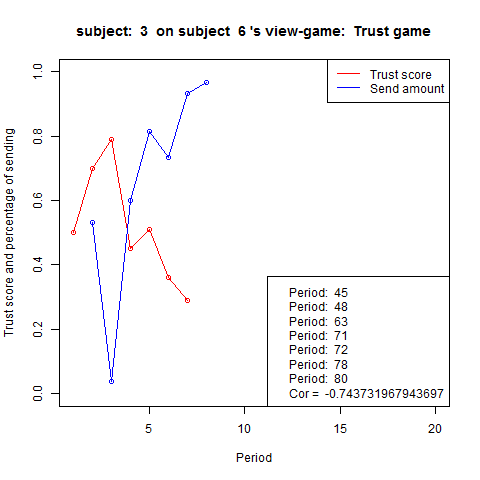 subject:  3  on subject  6 's view-game:  Trust game
Trust score and percentage of sending
1.0
0.8
0.6
0.4
0.2
0.0
Trust score
Send amount
Period:  45
Period:  48
Period:  63
Period:  71
Period:  72
Period:  78
Period:  80
Cor =  -0.743731967943697
5 10 15 20
Period